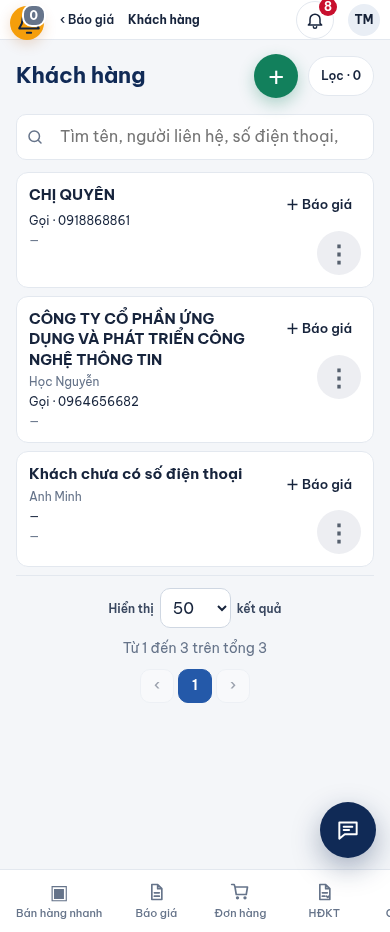 0
‹ Báo giá
Khách hàng
8
TM
Khách hàng
+
Lọc · 0
Tìm tên, người liên hệ, số điện thoại,
CHỊ QUYÊN
+ Báo giá
Gọi · 0918868861
—
⋮
CÔNG TY CỔ PHẦN ỨNG
DỤNG VÀ PHÁT TRIỂN CÔNG
NGHỆ THÔNG TIN
+ Báo giá
Học Nguyễn
Gọi · 0964656682
—
⋮
Khách chưa có số điện thoại
+ Báo giá
Anh Minh
—
—
⋮
Hiển thị 50 kết quả
Từ 1 đến 3 trên tổng 3
‹ 1 ›
Bán hàng nhanh
Báo giá
Đơn hàng
HĐKT